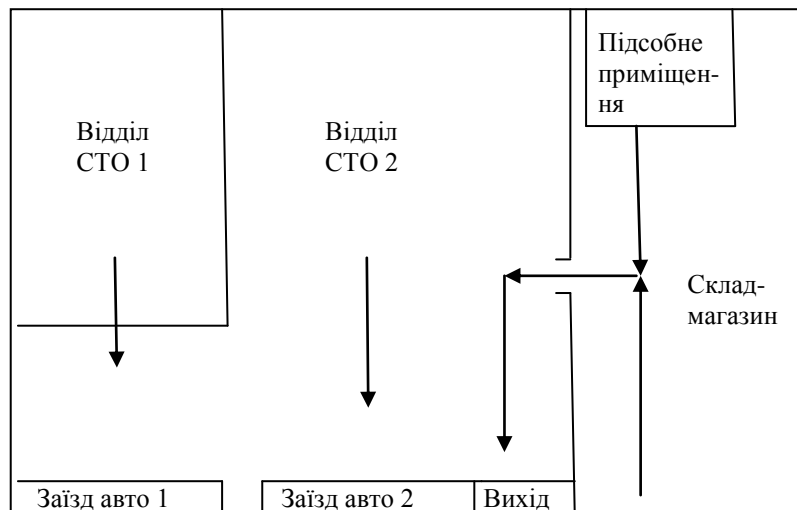 Підсобне
приміщен-
ня
Відділ
СТО 1
Відділ
СТО 2
Склад-
магазин
Заїзд авто 1
Заїзд авто 2
Вихід